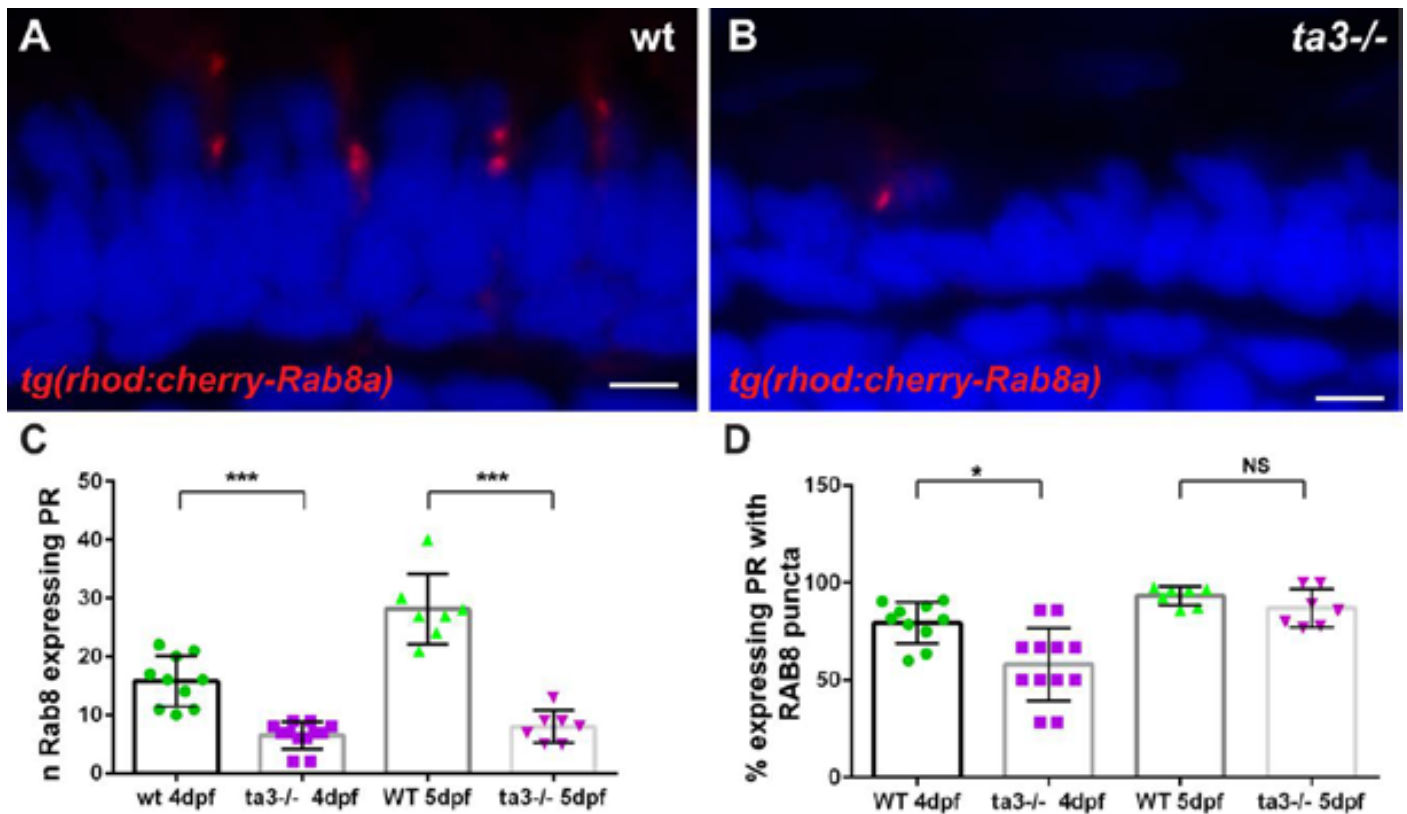 A
wt
tg(rhod:cherry-Rab8a)
B
ta3-/-
tg(rhod:cherry-Rab8a)
C
n Rab8 expressing PR
50
40
30
20
10
0
***
***
wt 4dpf
ta3-/- 4dpf
WT 5dpf
ta3-/- 5dpf
D
% expressing PR with
RAB8 puncta
150
100
50
0
*
NS
WT 4dpf
ta3-/- 4dpf
WT 5dpf
ta3-/- 5dpf